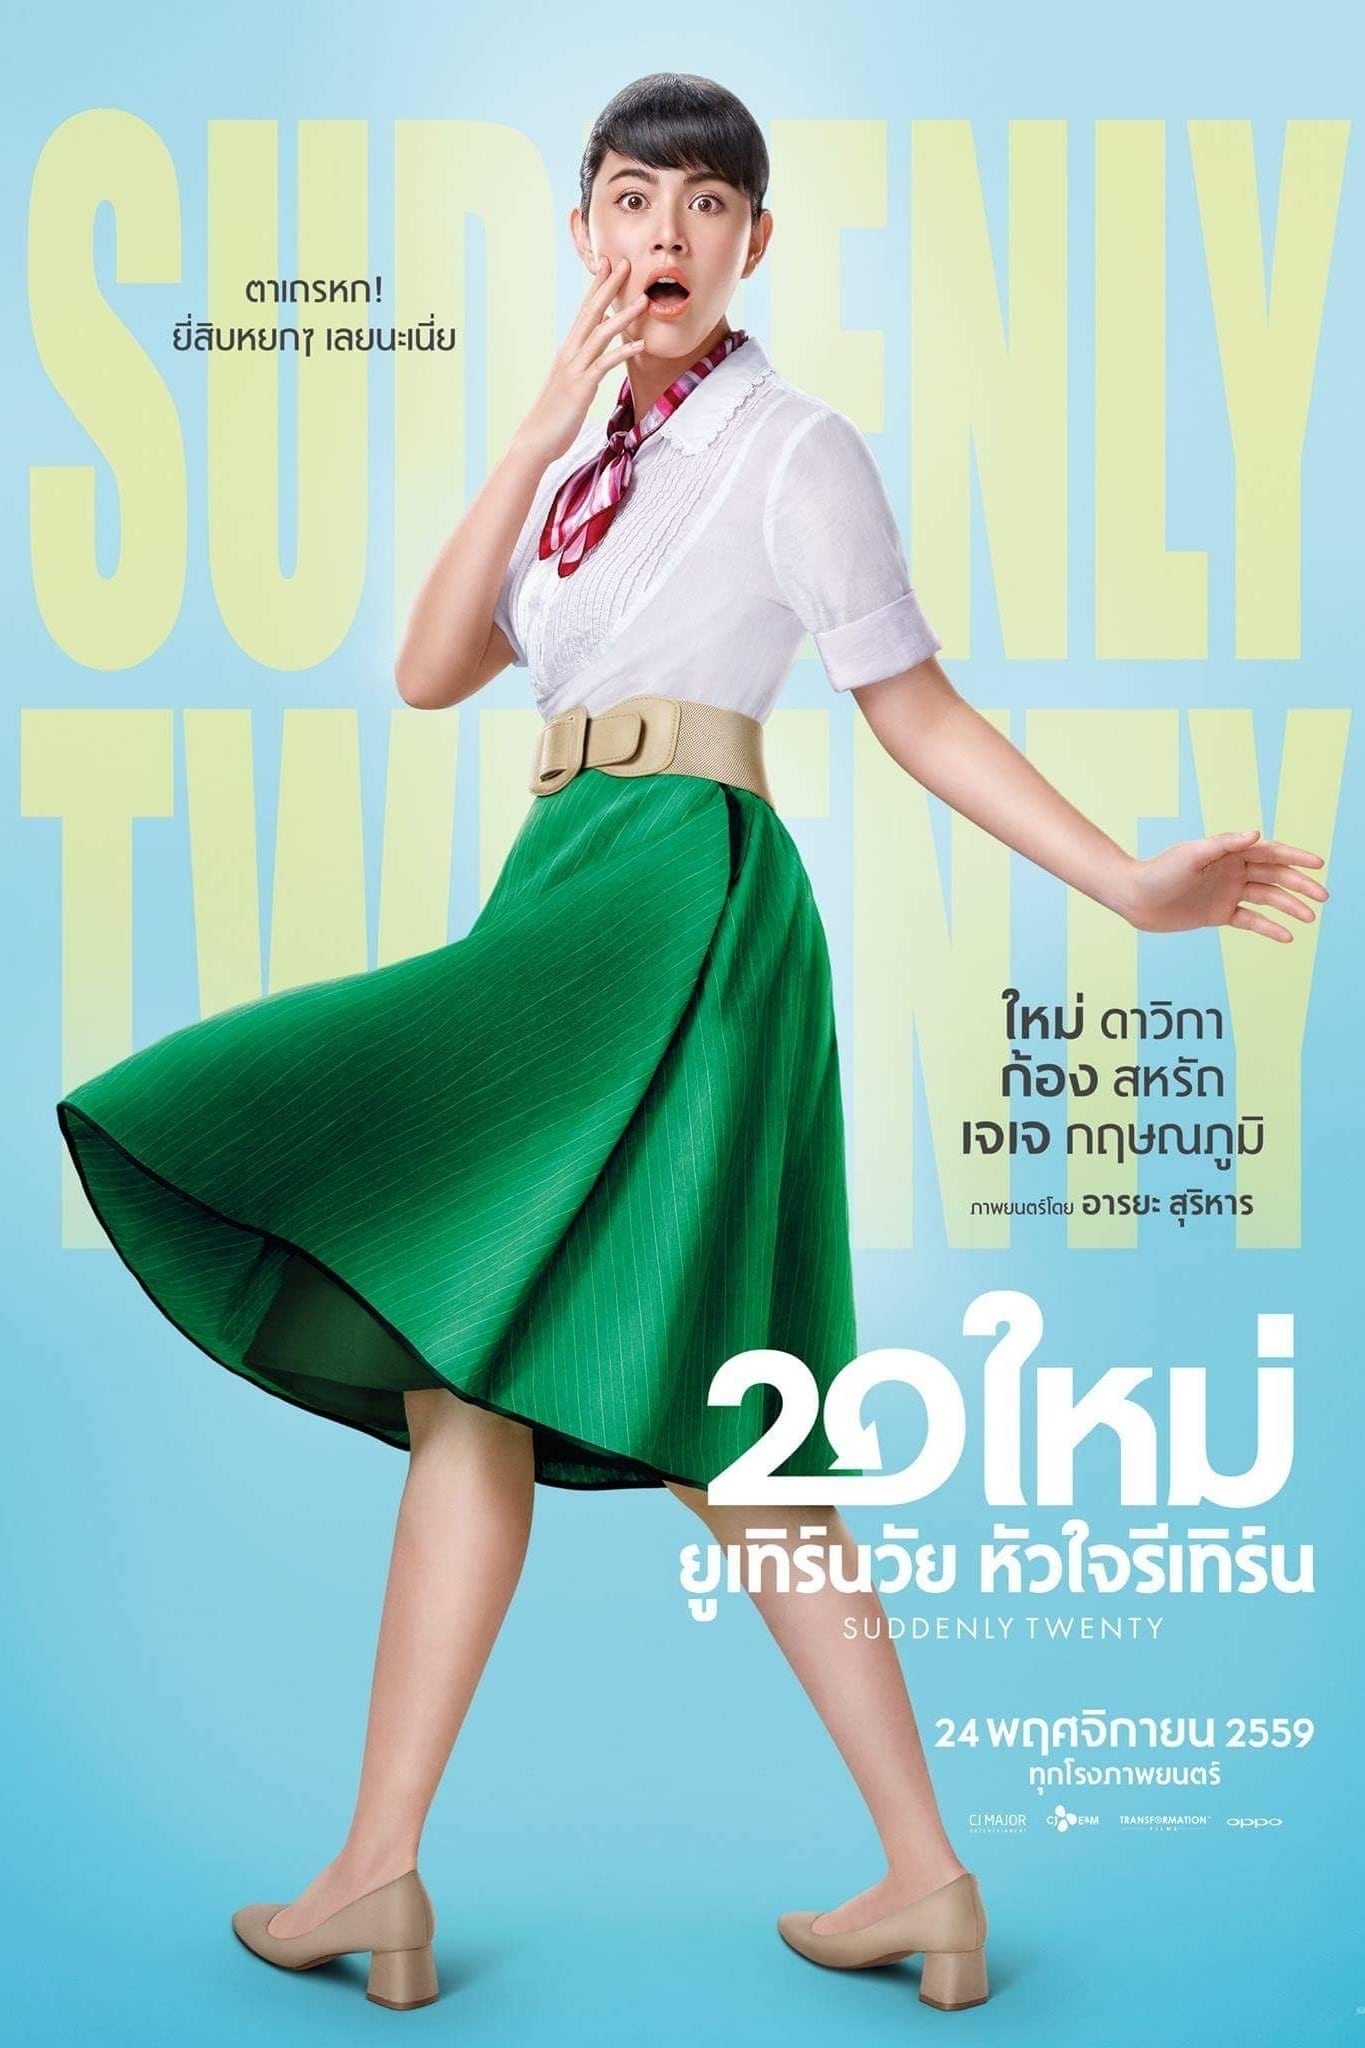 SUDDENLY
TWENTY
ตาเถรหก!
ยี่สิบหยกๆ เลยนะเนี่ย
ใหม่ ดาวิกา
ก้อง สหรัถ
เจเจ กฤษณภูมิ
ภาพยนตร์โดย อารยะ สุริหาร
20ใหม่
ยูเทิร์นวัย หัวใจรีเทิร์น
SUDDENLY TWENTY
24 พฤศจิกายน 2559
ทุกโรงภาพยนตร์
CJ MAJOR ENTERTAINMENT CJ E&M TRANSFORMATION FILMS oppo